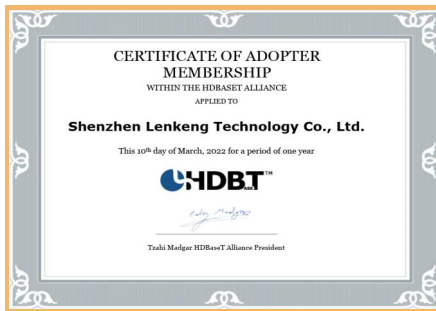 CERTIFICATE OF ADOPTER
MEMBERSHIP
WITHIN THE HDBASET ALLIANCE
APPLIED TO
Shenzhen Lenkeng Technology Co., Ltd.
This 10th day of March, 2022 for a period of one year
HDBT™
Tzahi Madgar HDBaseT Alliance President